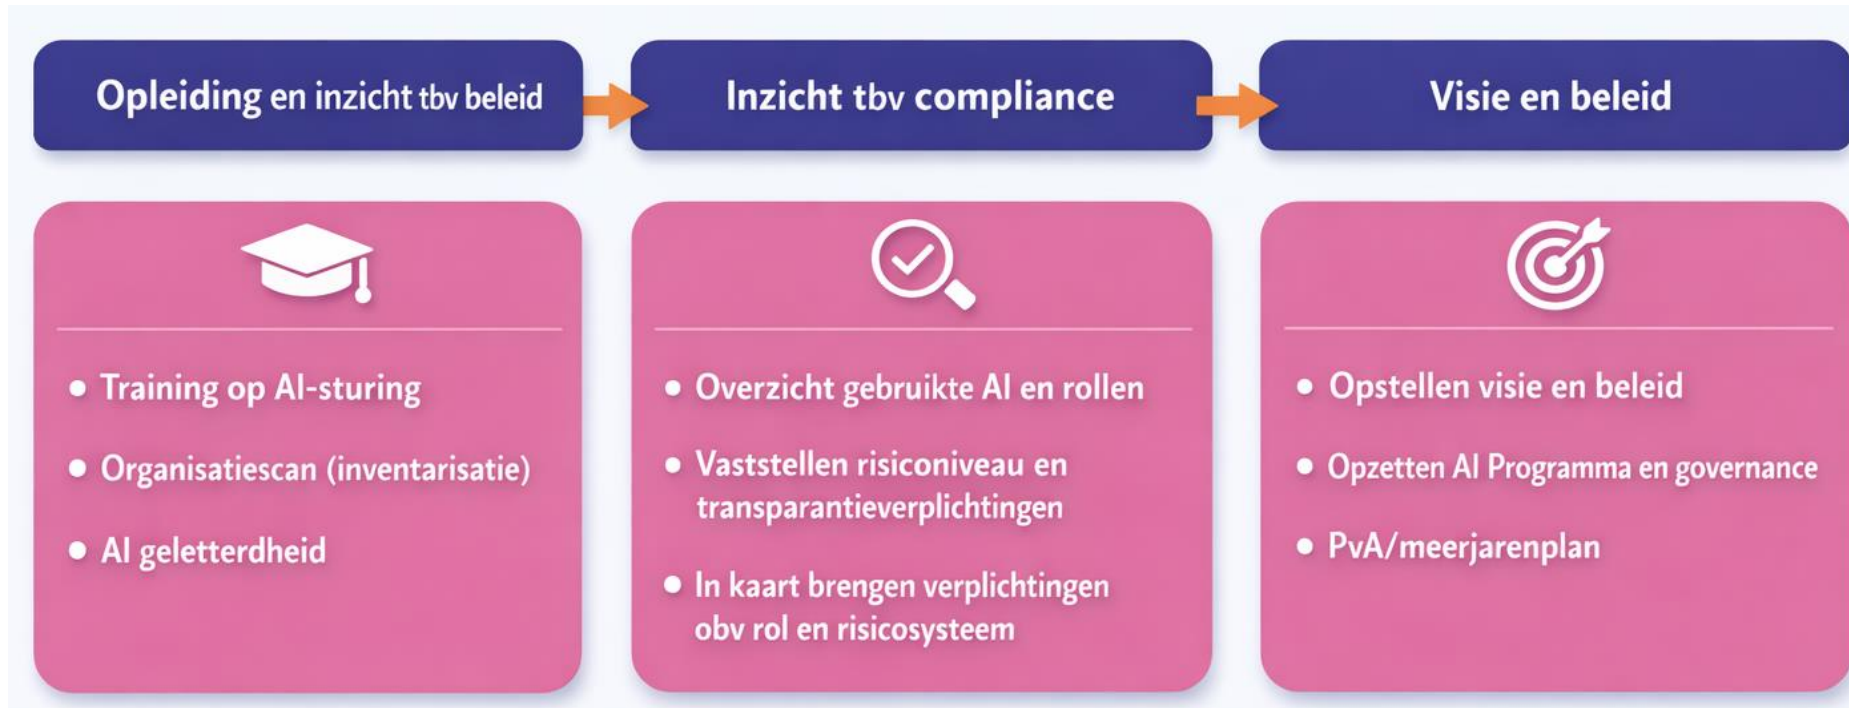 Opleiding en inzicht tbv beleid
Inzicht tbv compliance
Visie en beleid
Training op AI-sturing
Organisatiescan (inventarisatie)
AI geletterdheid
Overzicht gebruikte AI en rollen
Vaststellen risiconiveau en
transparantieverplichtingen
In kaart brengen verplichtingen
obv rol en risicosysteem
Opstellen visie en beleid
Opzetten AI Programma en governance
PvA/meerjarenplan